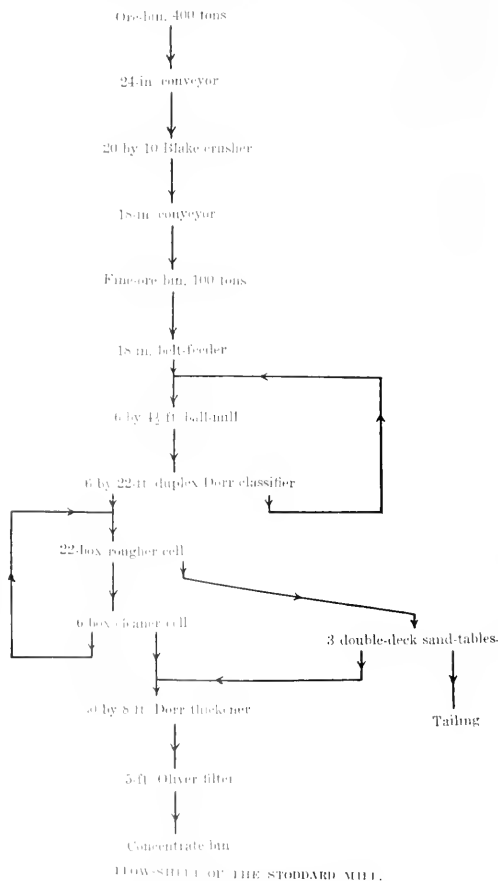 Ore-bin, 400 tons
24-in. conveyor
20 by 10 Blake crusher
18-in. conveyor
Fine-ore bin, 100 tons
18 in. belt-feeder
6 by 4½ ft. ball-mill
6 by 22-ft. duplex Dorr classifier
22-box rougher cell
6 box cleaner cell
3 double-deck sand-tables.
by 8 ft. Dorr thickener
Tailing
5-ft. Oliver filter
Concentrate bin
FLOW-SHEET OF THE STODDARD MILL.